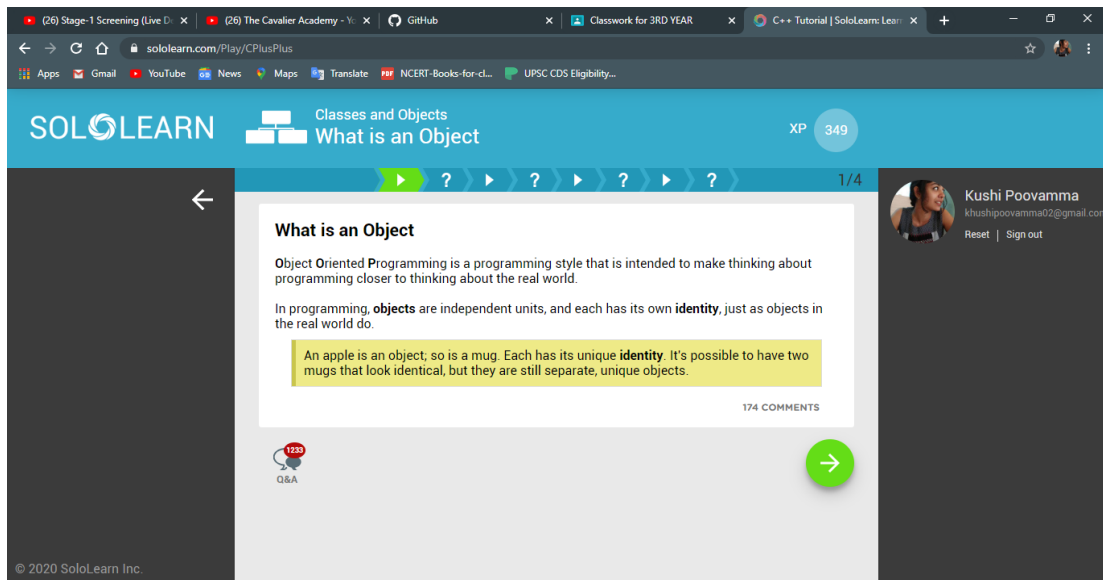 (26) Stage-1 Screening (Live De
(26) The Cavalier Academy - Yo
GitHub
Classwork for 3RD YEAR
C++ Tutorial | SoloLearn: Learn
sololearn.com/Play/CPlusPlus
Apps
Gmail
YouTube
News
Maps
Translate
NCERT-Books-for-cl...
UPSC CDS Eligibility...
SOLOLEARN
Classes and Objects
What is an Object
XP 349
? ? ? ? 1/4
Kushi Poovamma
khushipoovamma02@gmail.com
Reset | Sign out
What is an Object
Object Oriented Programming is a programming style that is intended to make thinking about
programming closer to thinking about the real world.
In programming, objects are independent units, and each has its own identity, just as objects in
the real world do.
An apple is an object; so is a mug. Each has its unique identity. It's possible to have two
mugs that look identical, but they are still separate, unique objects.
174 COMMENTS
1233
Q&A
© 2020 SoloLearn Inc.